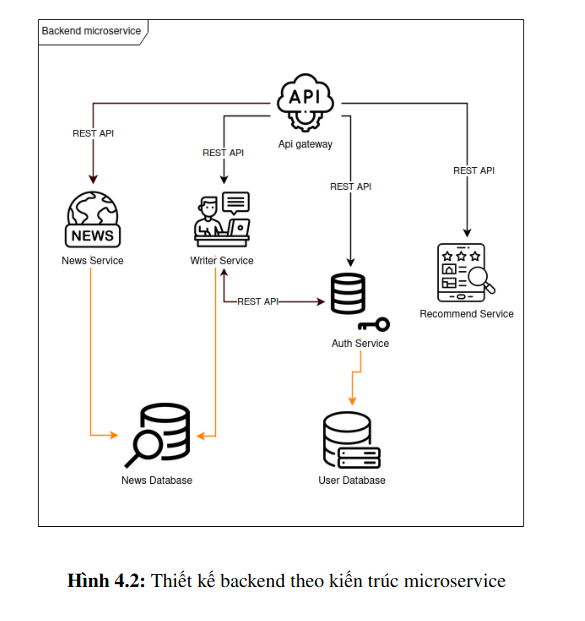 Backend microservice
API
Api gateway
REST API
REST API
REST API
REST API
NEWS
News Service
Writer Service
Recommend Service
REST API
Auth Service
News Database
User Database
Hình 4.2: Thiết kế backend theo kiến trúc microservice